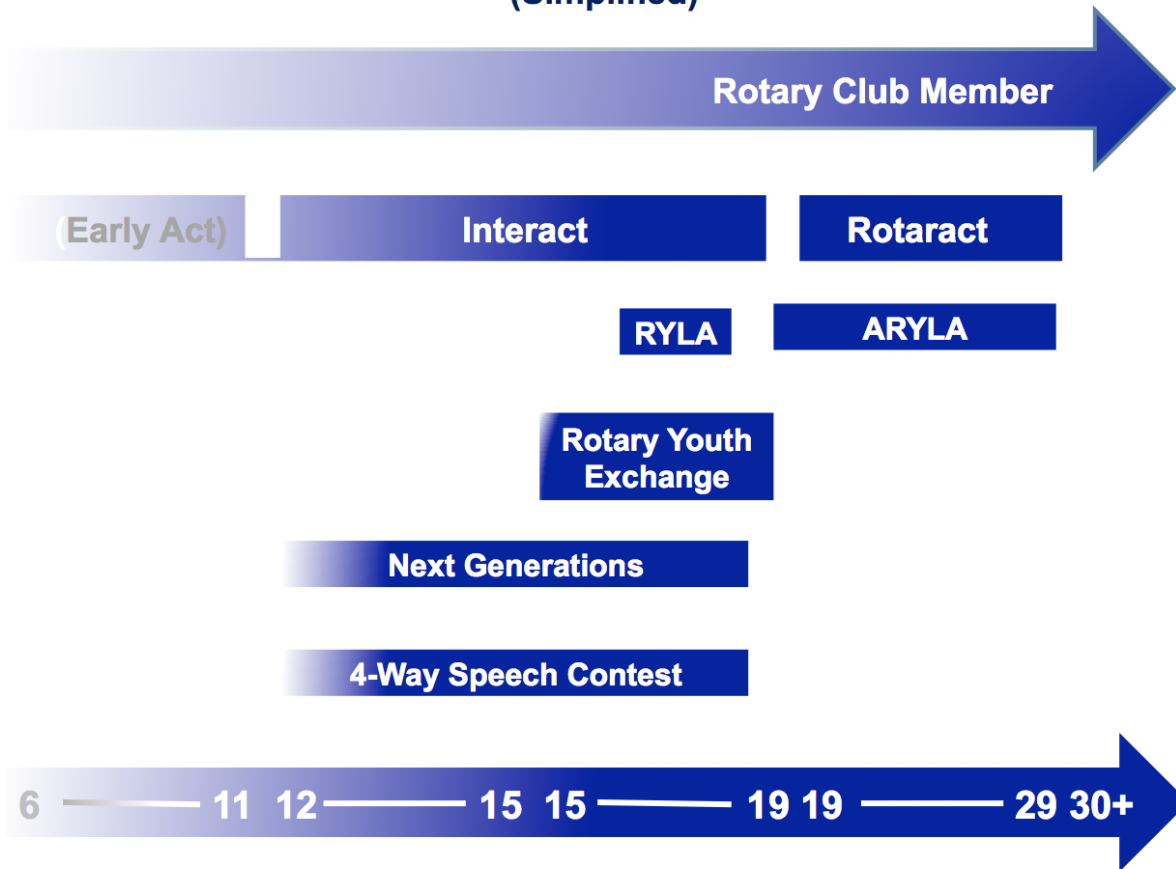 (Simplified)
Rotary Club Member
(Early Act)
Interact
Rotaract
RYLA
ARYLA
Rotary Youth
Exchange
Next Generations
4-Way Speech Contest
6 11 12 15 15 19 19 29 30+